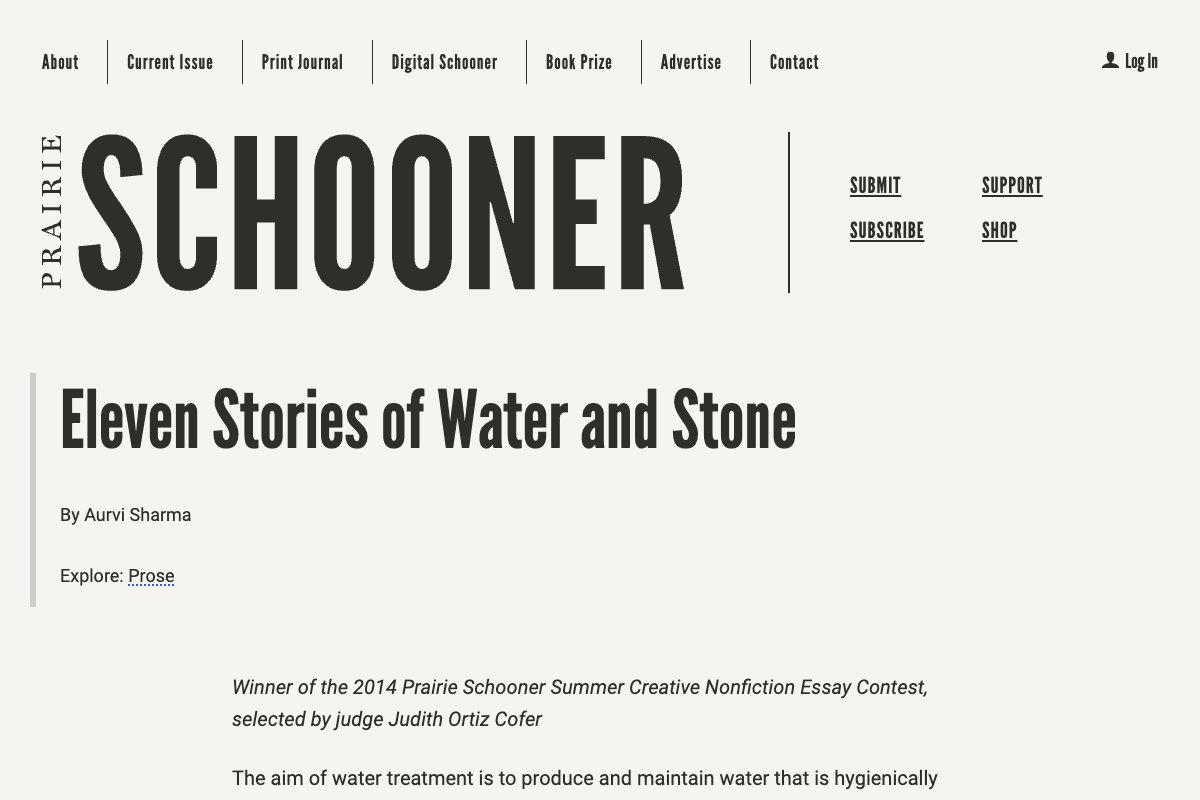 About
Current Issue
Print Journal
Digital Schooner
Book Prize
Advertise
Contact
Log In
PRAIRIE
SCHOONER
SUBMIT
SUPPORT
SUBSCRIBE
SHOP
Eleven Stories of Water and Stone
By Aurvi Sharma
Explore: Prose
Winner of the 2014 Prairie Schooner Summer Creative Nonfiction Essay Contest,
selected by judge Judith Ortiz Cofer
The aim of water treatment is to produce and maintain water that is hygienically